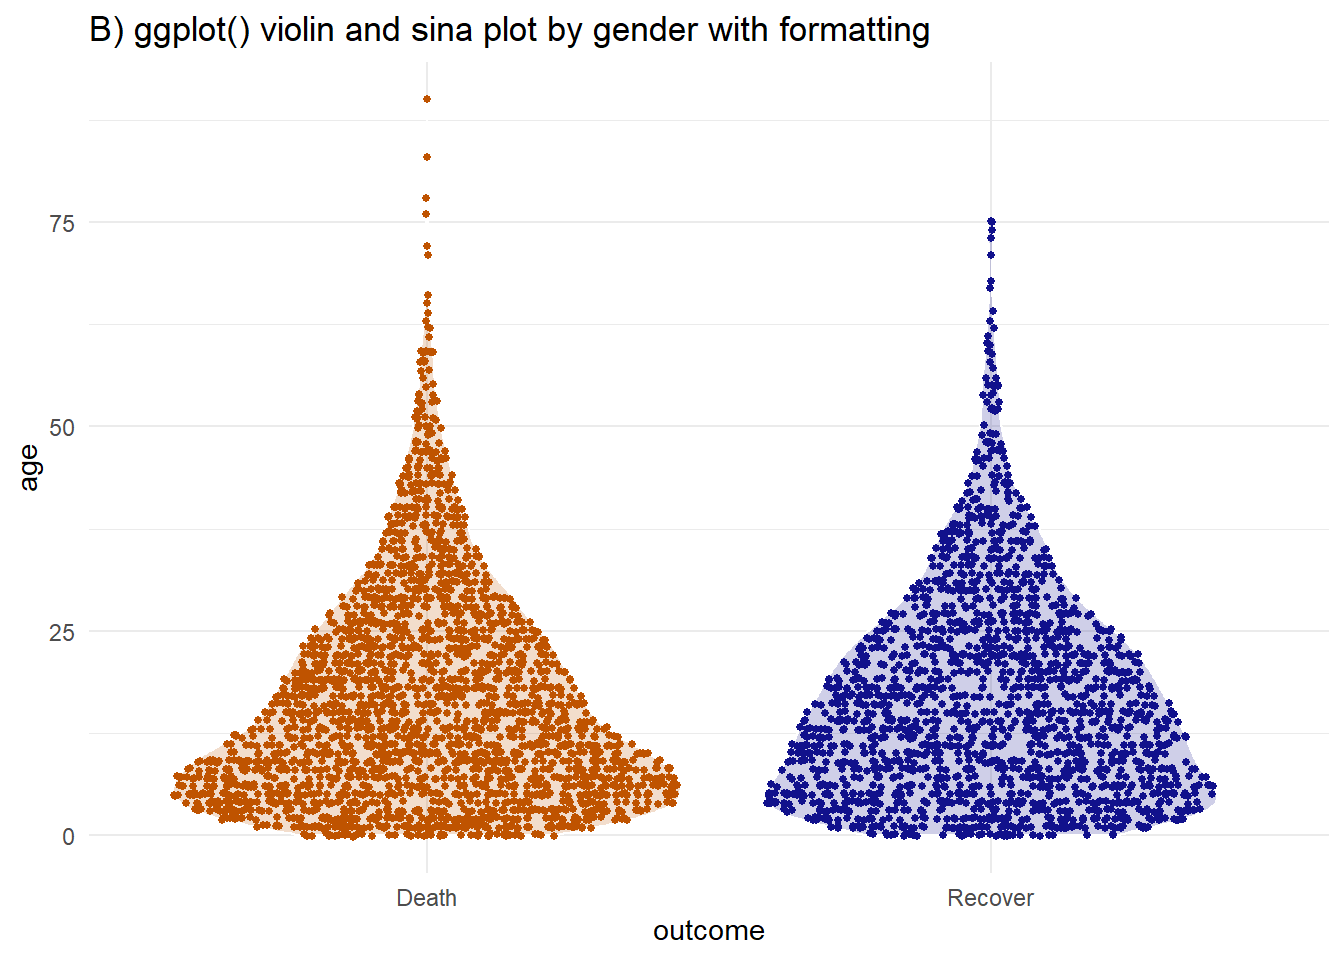 B) ggplot() violin and sina plot by gender with formatting
75
50
25
0
age
Death
Recover
outcome